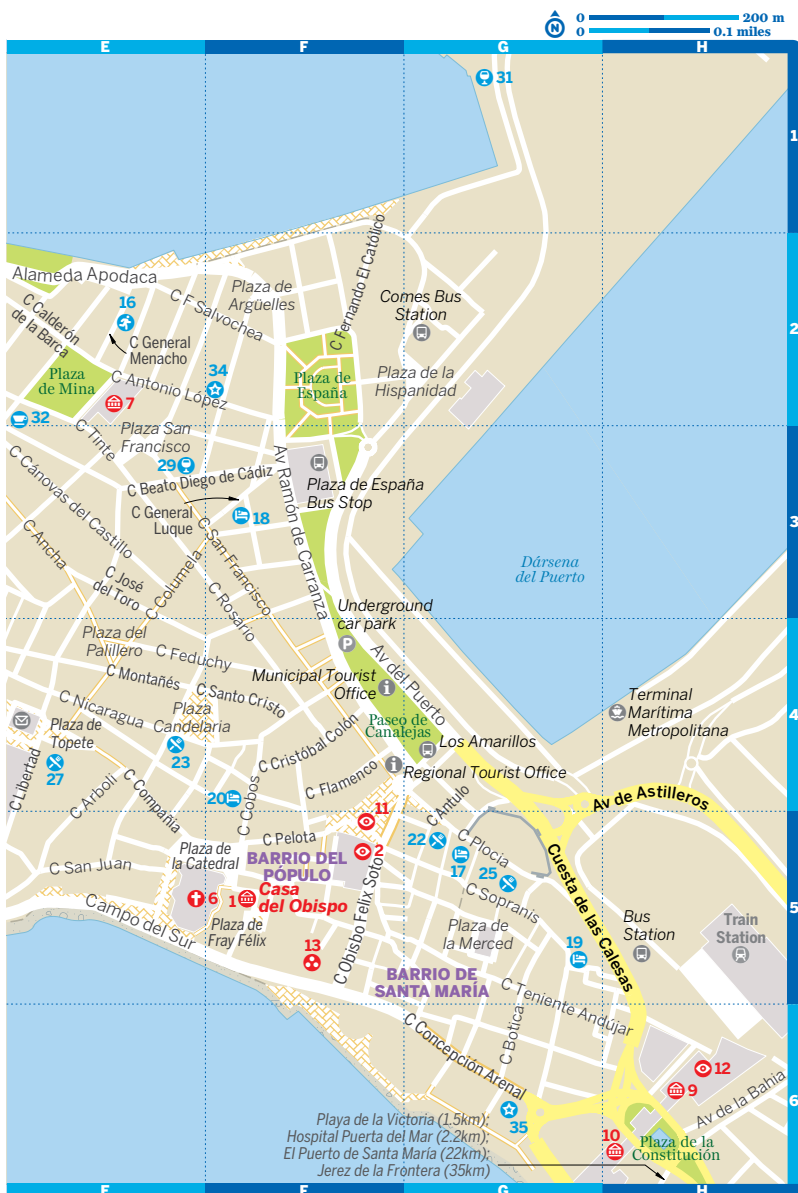 N
0 200 m
0 0.1 miles
E F G H
31
1
Alameda Apodaca
16
C Calderón
de la Barca
C General
Menacho
C F Salvochea
Plaza de
Argüelles
C Fernando El Católico
Comes Bus
Station
2
34
Plaza
de Mina
C Antonio López
7
Plaza de
España
Plaza de la
Hispanidad
32
C Tinte
Plaza San
Francisco
29
C Beato Diego de Cádiz
C General
Luque
18
Av Ramón de Carranza
Plaza de España
Bus Stop
3
C Cánovas del Castillo
C Ancha
C San Francisco
C Columela
C José
del Toro
C Rosario
Dársena
del Puerto
Underground
car park
P
Plaza del
Palillero
C Feduchy
C Montañés
C Santo Cristo
Municipal Tourist
Office
i
Av del Puerto
Paseo de
Canalejas
Terminal
Marítima
Metropolitana
4
C Nicaragua
Plaza
Candelaria
Plaza de
Topete
23
27
C Libertad
C Cristóbal Colón
Los Amarillos
i
Regional Tourist Office
C Flamenco
20
C Cobos
C Arbolí
C Compañía
11
C Antulo
Av de Astilleros
C Pelota
2
22
C Plocia
17
25
Cuesta de las Calesas
Plaza de
la Catedral
BARRIO DEL
PÓPULO
C San Juan
C Sopranis
6
1
Casa
del Obispo
Campo del Sur
Plaza de
Fray Félix
C Obisbo Felix Soto
Plaza de
la Merced
Bus
Station
Train
Station
5
13
19
BARRIO DE
SANTA MARÍA
C Teniente Andújar
C Botica
C Concepción Arenal
12
9
Av de la Bahia
6
35
10
Plaza de la
Constitución
Playa de la Victoria (1.5km);
Hospital Puerta del Mar (2.2km);
El Puerto de Santa María (22km);
Jerez de la Frontera (35km)
E F G H